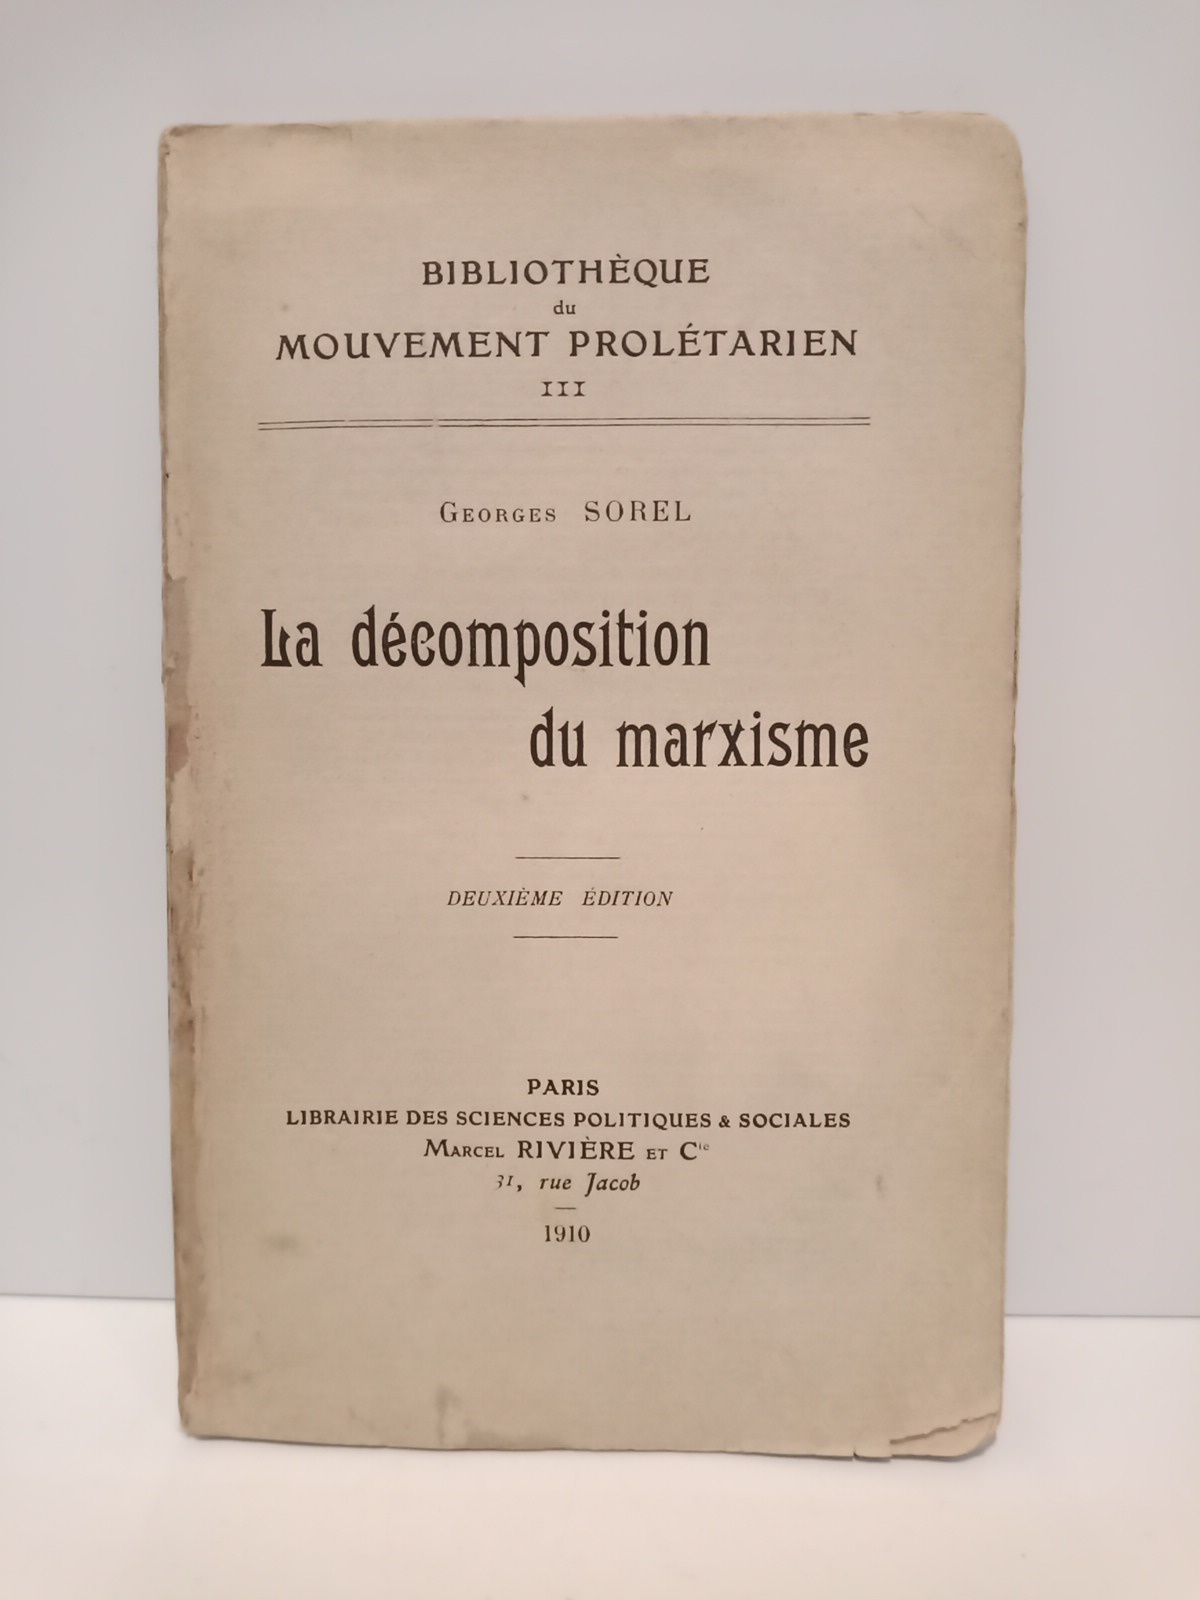 BIBLIOTHÈQUE
du
MOUVEMENT PROLÉTARIEN
III
GEORGES SOREL
La décomposition
du marxisme
DEUXIÈME ÉDITION
PARIS
LIBRAIRIE DES SCIENCES POLITIQUES & SOCIALES
MARCEL RIVIÈRE ET Cie
31, rue Jacob
1910